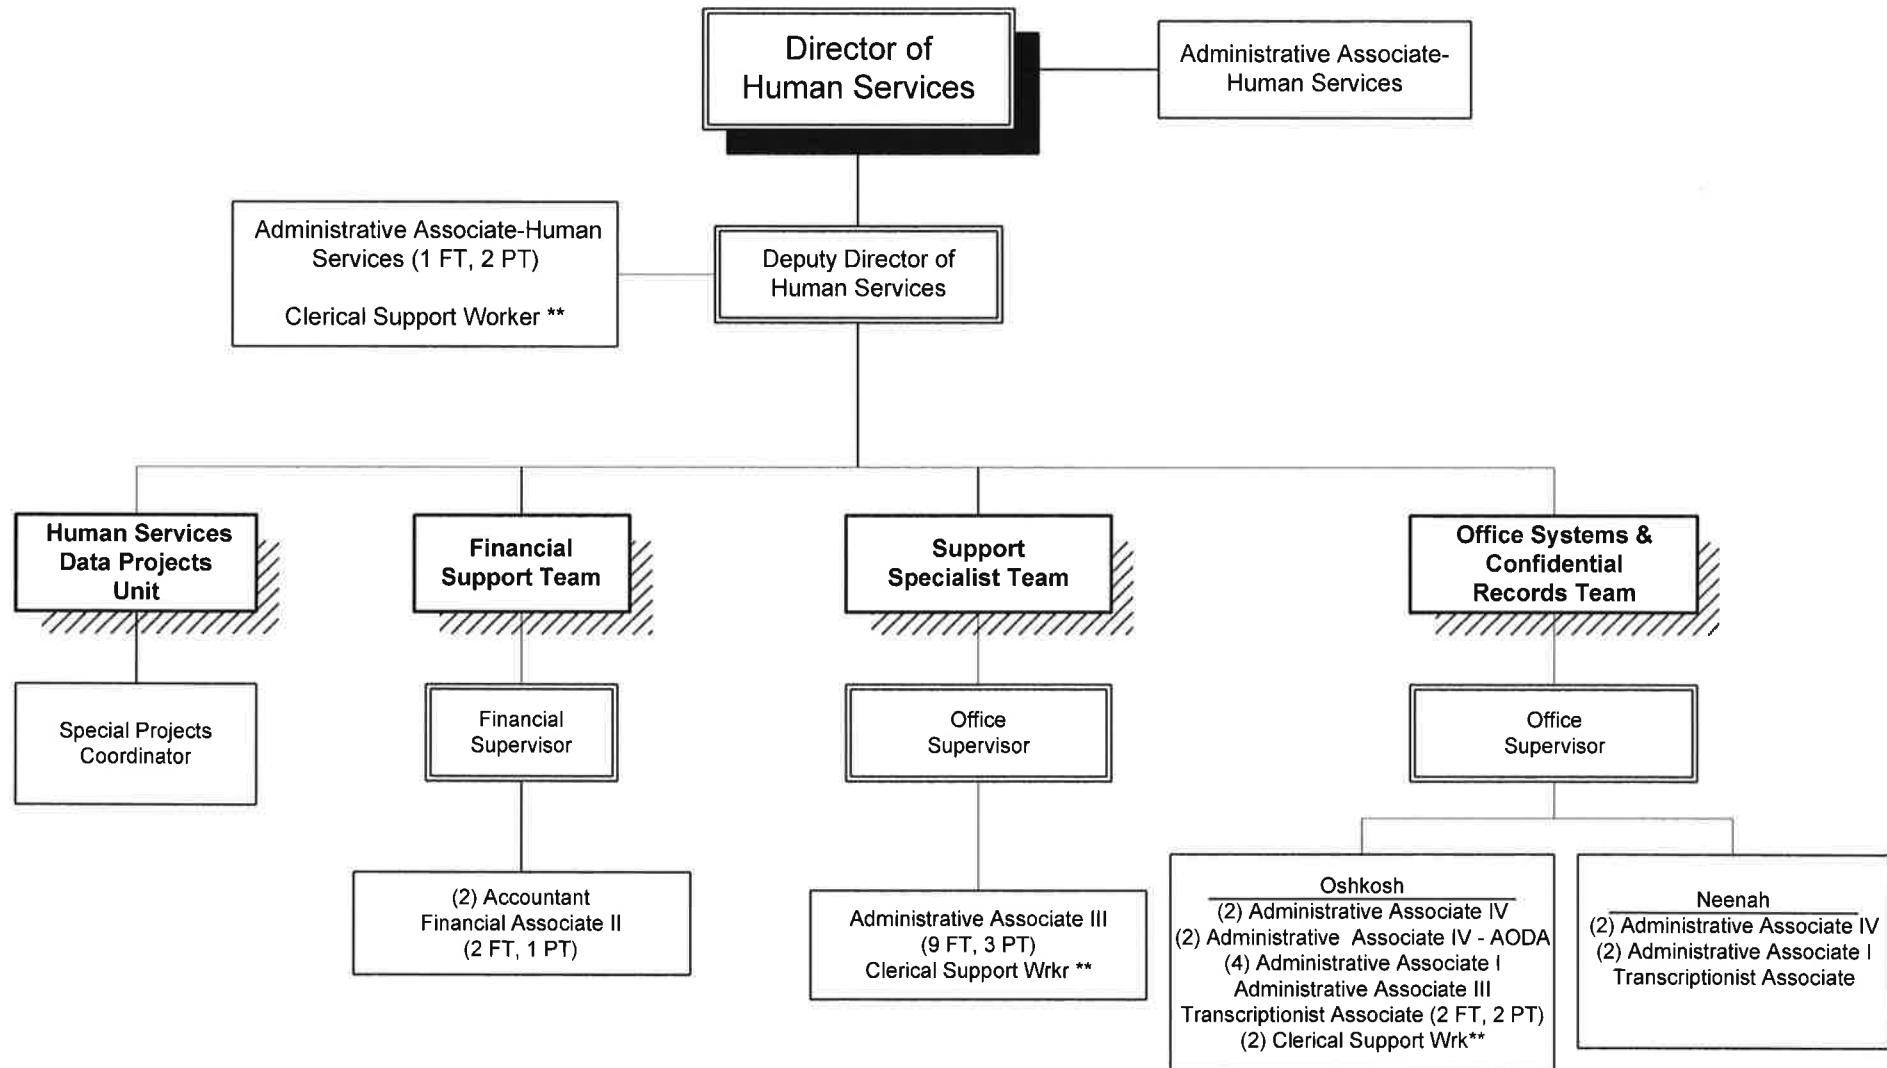 Director of
Human Services
Administrative Associate-
Human Services
Administrative Associate-Human
Services (1 FT, 2 PT)
Clerical Support Worker **
Deputy Director of
Human Services
Human Services
Data Projects
Unit
Financial
Support Team
Support
Specialist Team
Office Systems &
Confidential
Records Team
Special Projects
Coordinator
Financial
Supervisor
Office
Supervisor
Office
Supervisor
(2) Accountant
Financial Associate II
(2 FT, 1 PT)
Administrative Associate III
(9 FT, 3 PT)
Clerical Support Wrkr **
Oshkosh
(2) Administrative Associate IV
(2) Administrative Associate IV - AODA
(4) Administrative Associate I
Administrative Associate III
Transcriptionist Associate (2 FT, 2 PT)
(2) Clerical Support Wrk**
Neenah
(2) Administrative Associate IV
(2) Administrative Associate I
Transcriptionist Associate